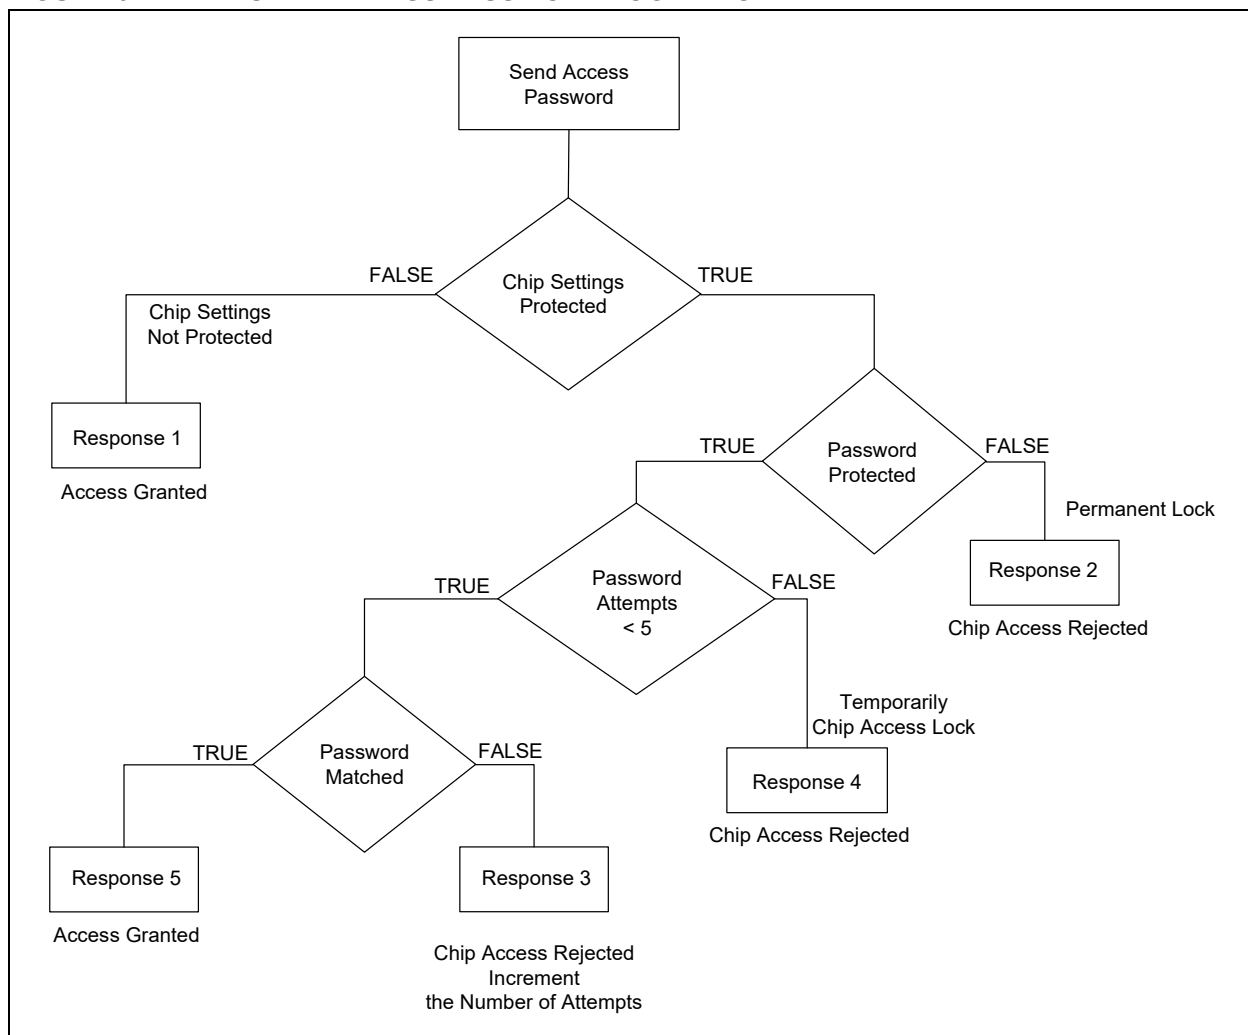 Send Access
Password
FALSE
TRUE
Chip Settings
Protected
Chip Settings
Not Protected
Response 1
Access Granted
TRUE
FALSE
Password
Protected
Permanent Lock
Response 2
Chip Access Rejected
TRUE
FALSE
Password
Attempts
< 5
Temporarily
Chip Access Lock
Response 4
Chip Access Rejected
TRUE
FALSE
Password
Matched
Response 5
Access Granted
Response 3
Chip Access Rejected
Increment
the Number of Attempts